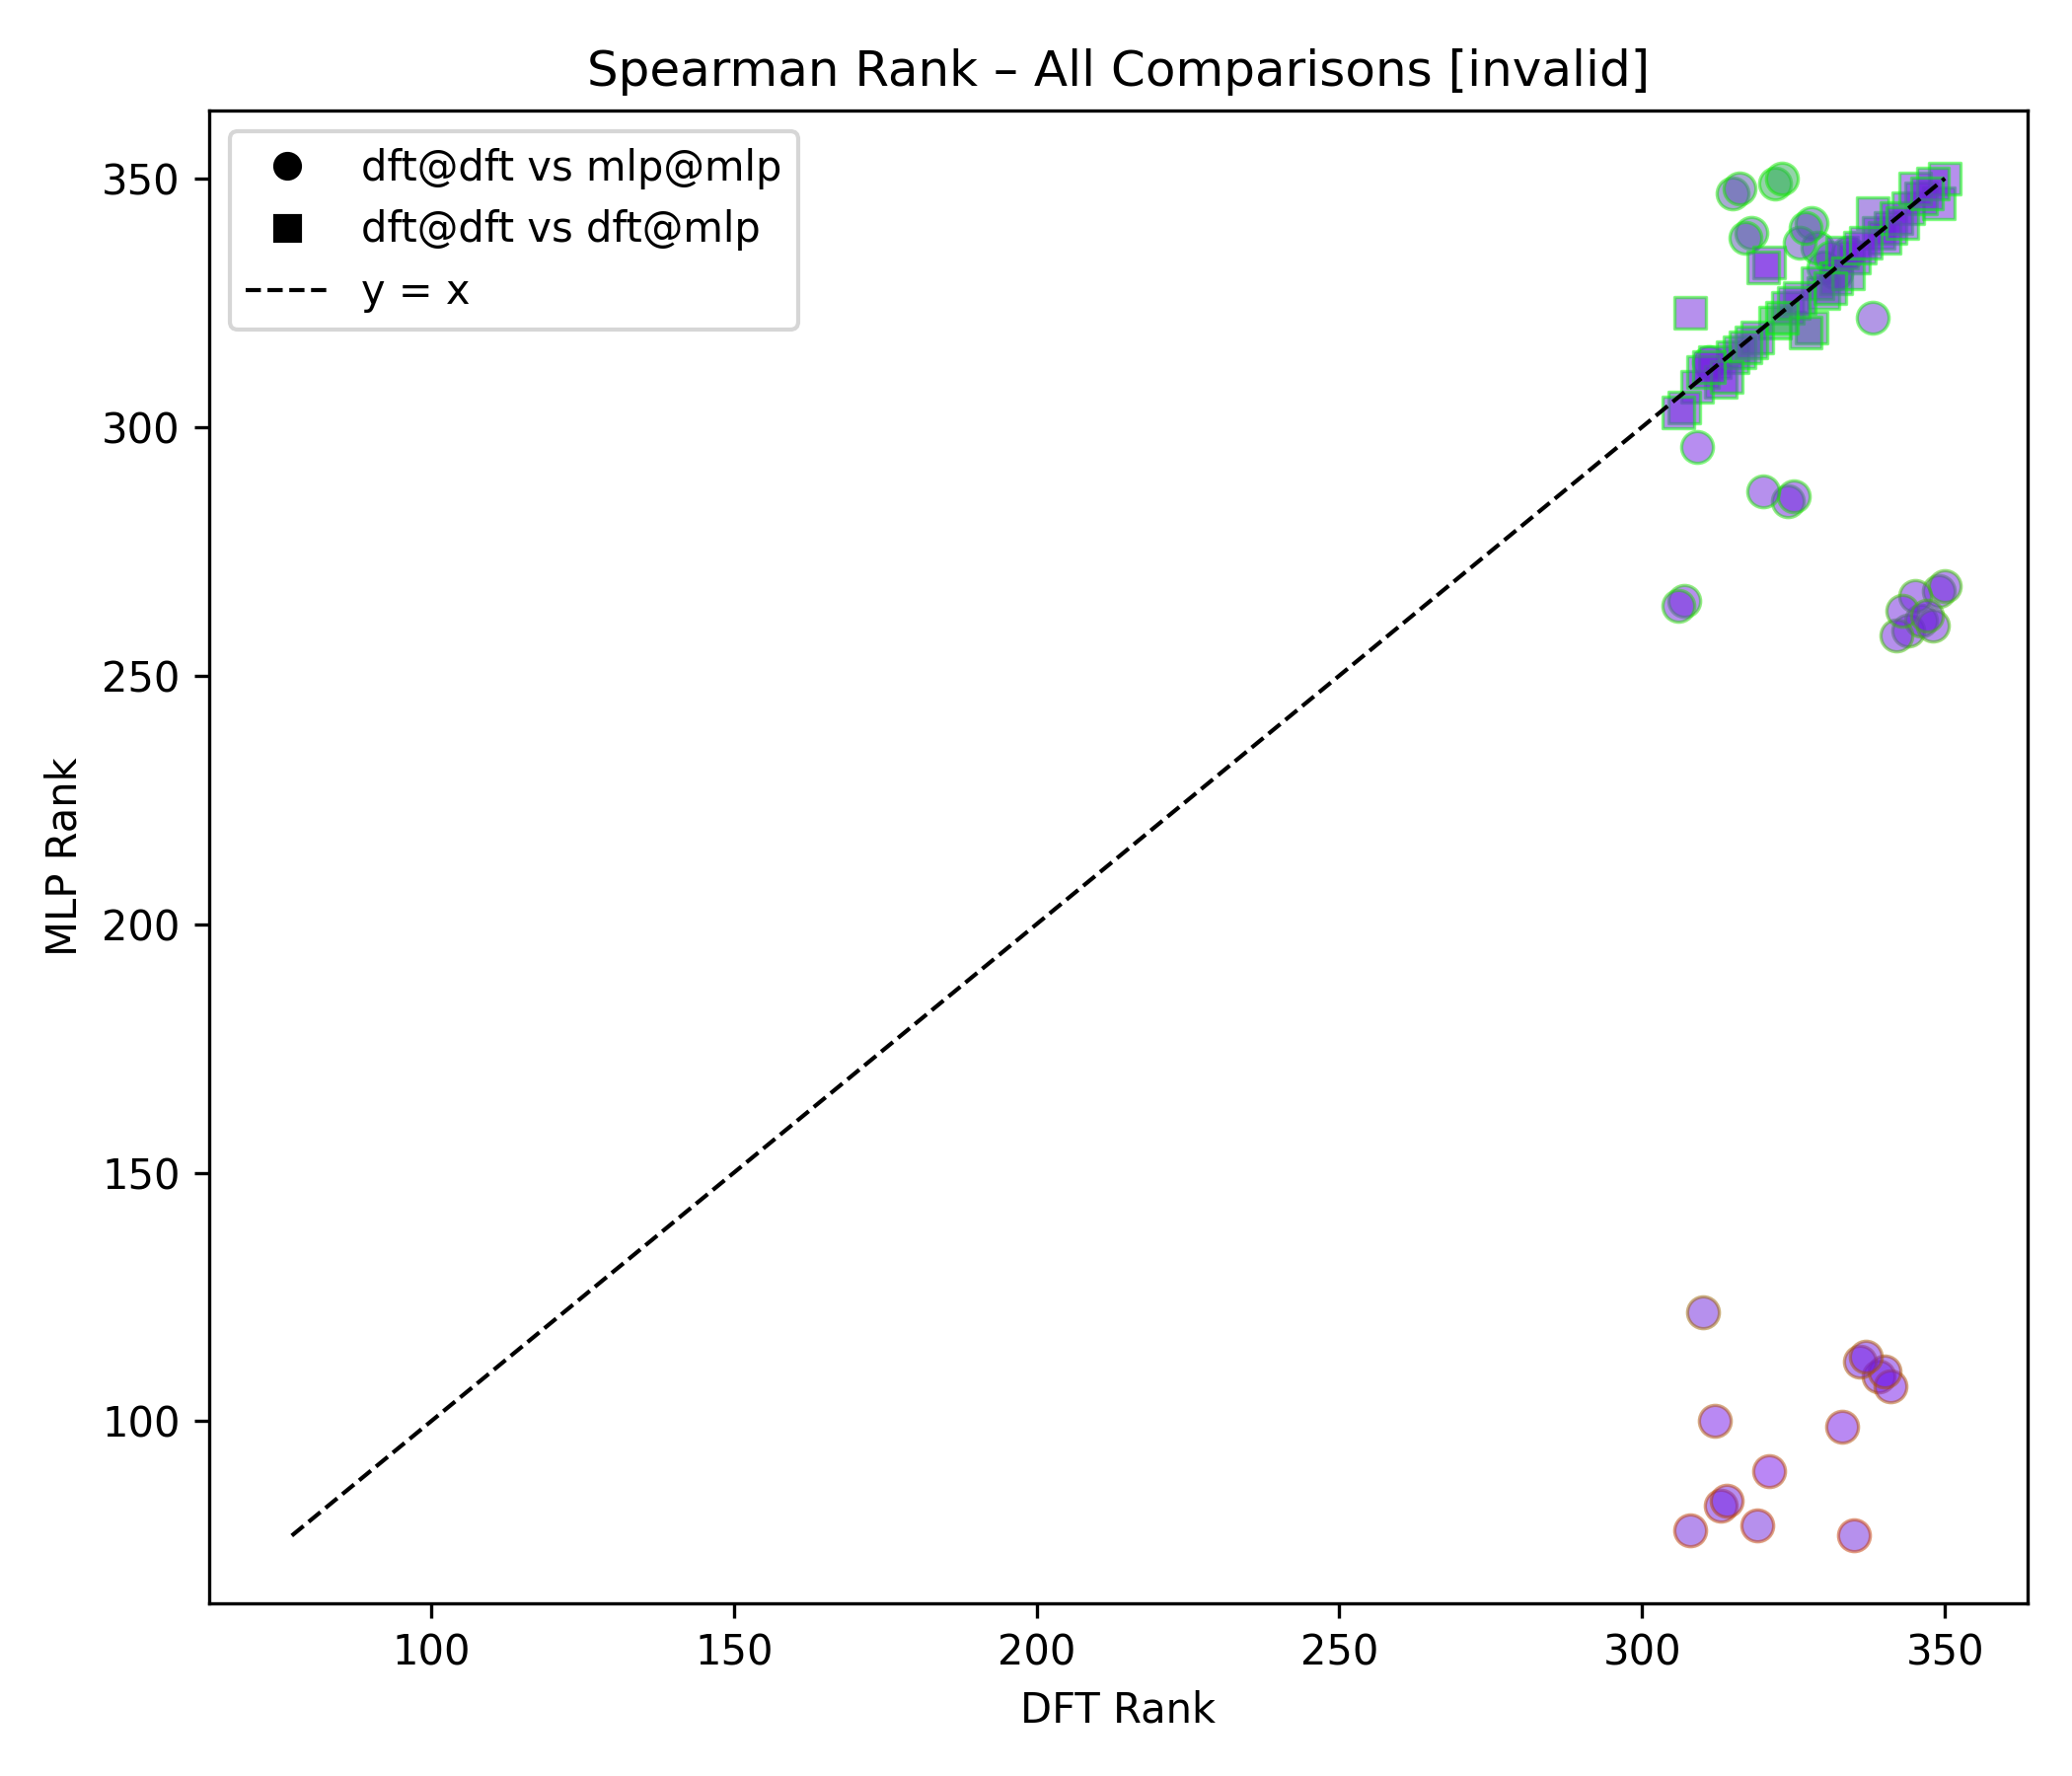 Spearman Rank – All Comparisons [invalid]
dft@dft vs mlp@mlp
dft@dft vs dft@mlp
y = x
MLP Rank
350
300
250
200
150
100
100 150 200 250 300 350
DFT Rank